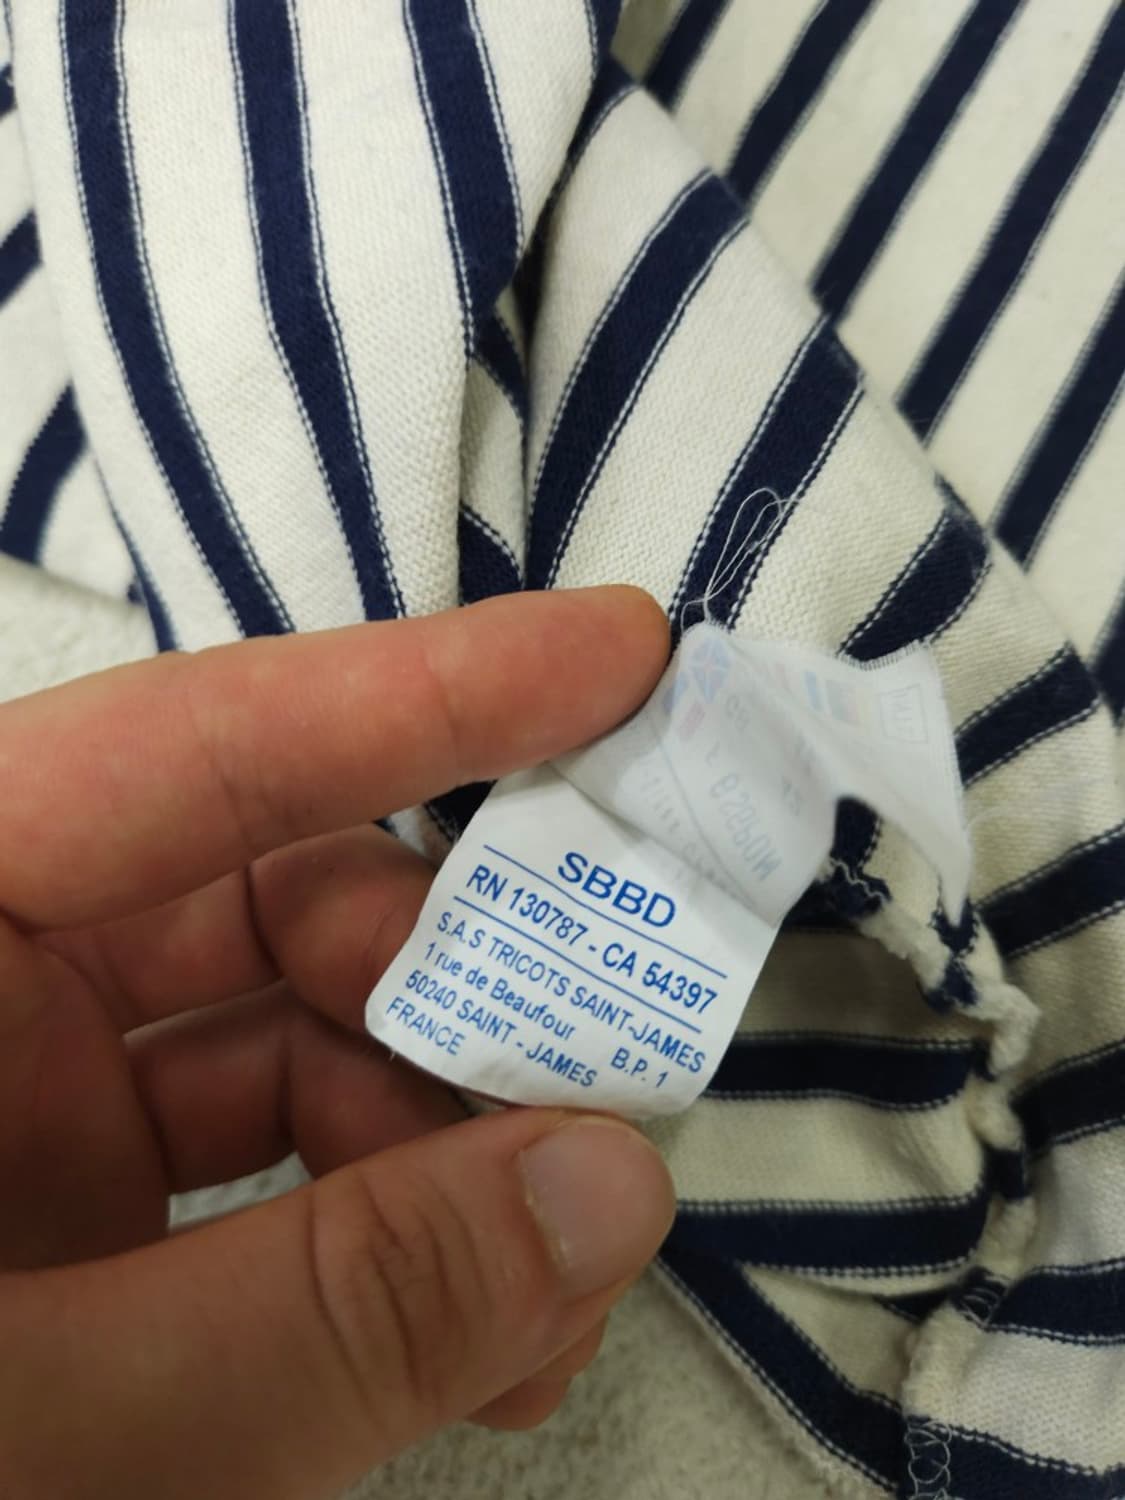 SBBD
RN 130787 - CA 54397
S.A.S TRICOTS SAINT-JAMES
1 rue de Beaufour B.P. 1
50240 SAINT - JAMES
FRANCE